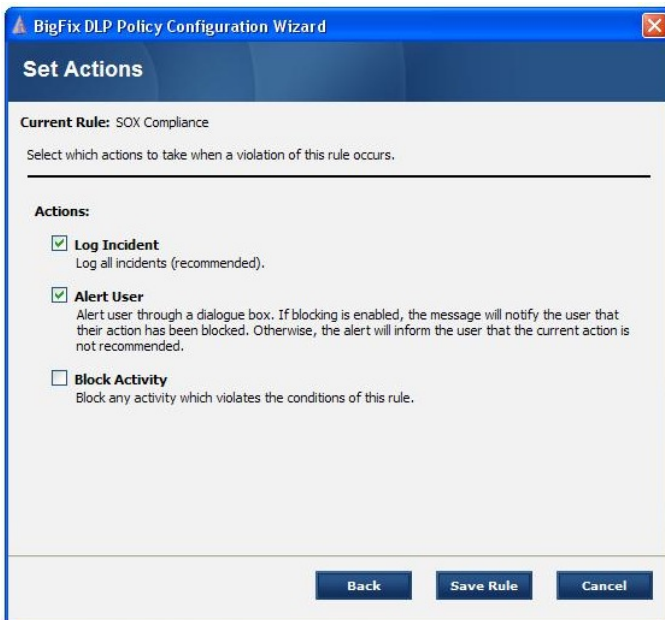 BigFix DLP Policy Configuration Wizard
Set Actions
Current Rule: SOX Compliance
Select which actions to take when a violation of this rule occurs.
Actions:
Log Incident
Log all incidents (recommended).
Alert User
Alert user through a dialogue box. If blocking is enabled, the message will notify the user that
their action has been blocked. Otherwise, the alert will inform the user that the current action is
not recommended.
Block Activity
Block any activity which violates the conditions of this rule.
Back Save Rule Cancel